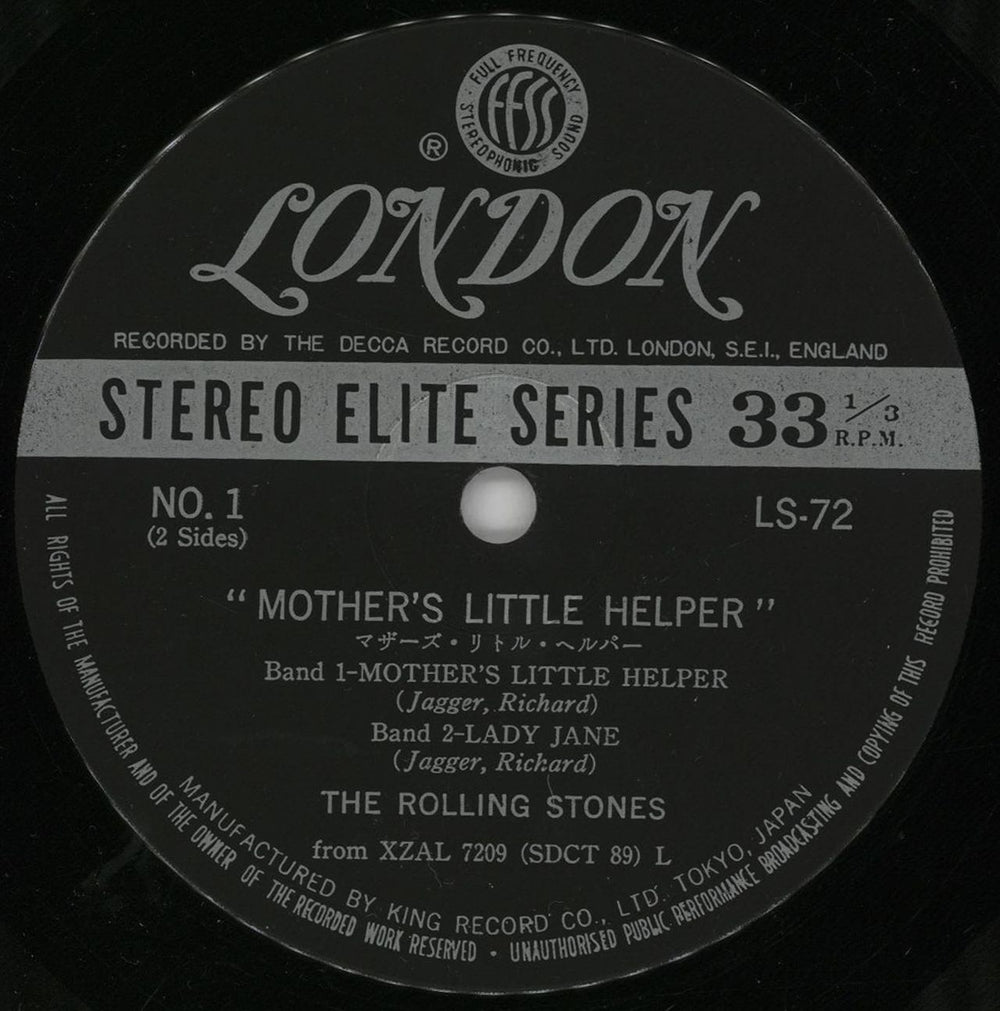 FULL FREQUENCY
STEREOPHONIC SOUND
FFSS
®
LONDON
RECORDED BY THE DECCA RECORD CO., LTD. LONDON, S.E.I., ENGLAND
STEREO ELITE SERIES 33 1/3 R.P.M.
NO. 1
(2 Sides)
LS-72
“MOTHER'S LITTLE HELPER”
マザーズ・リトル・ヘルパー
Band 1-MOTHER'S LITTLE HELPER
(Jagger, Richard)
Band 2-LADY JANE
(Jagger, Richard)
THE ROLLING STONES
from XZAL 7209 (SDCT 89) L
MANUFACTURED BY KING RECORD CO., LTD. TOKYO, JAPAN
ALL RIGHTS OF THE MANUFACTURER AND OF THE OWNER OF THE RECORDED WORK RESERVED • UNAUTHORISED PUBLIC PERFORMANCE BROADCASTING AND COPYING OF THIS RECORD PROHIBITED